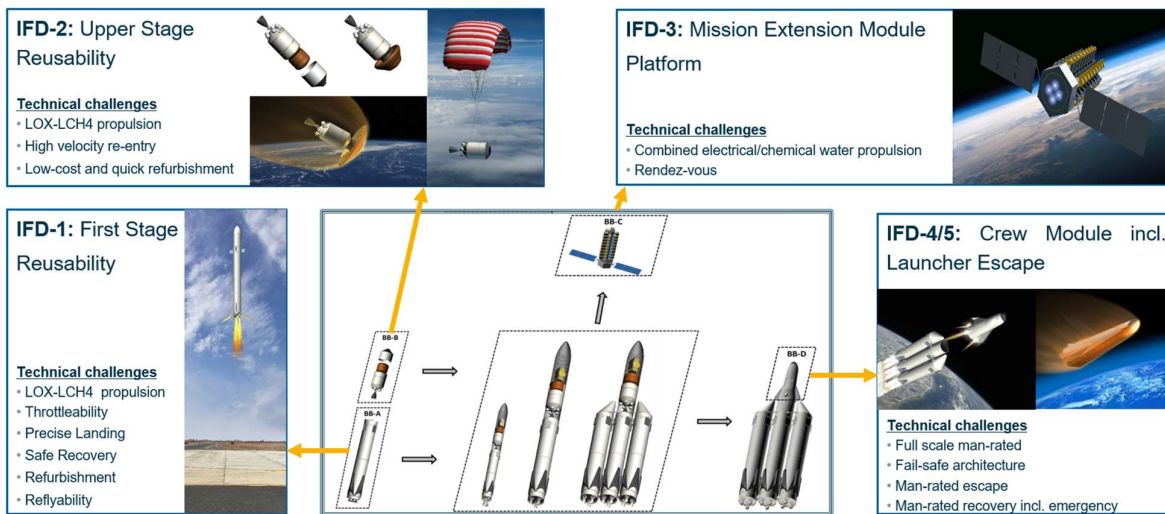 IFD-2: Upper Stage
Reusability
Technical challenges
• LOX-LCH4 propulsion
• High velocity re-entry
• Low-cost and quick refurbishment
IFD-3: Mission Extension Module
Platform
Technical challenges
• Combined electrical/chemical water propulsion
• Rendez-vous
IFD-1: First Stage
Reusability
Technical challenges
• LOX-LCH4 propulsion
• Throttleability
• Precise Landing
• Safe Recovery
• Refurbishment
• Reflyability
BB-C
BB-B
BB-A
BB-D
IFD-4/5: Crew Module incl.
Launcher Escape
Technical challenges
• Full scale man-rated
• Fail-safe architecture
• Man-rated escape
• Man-rated recovery incl. emergency